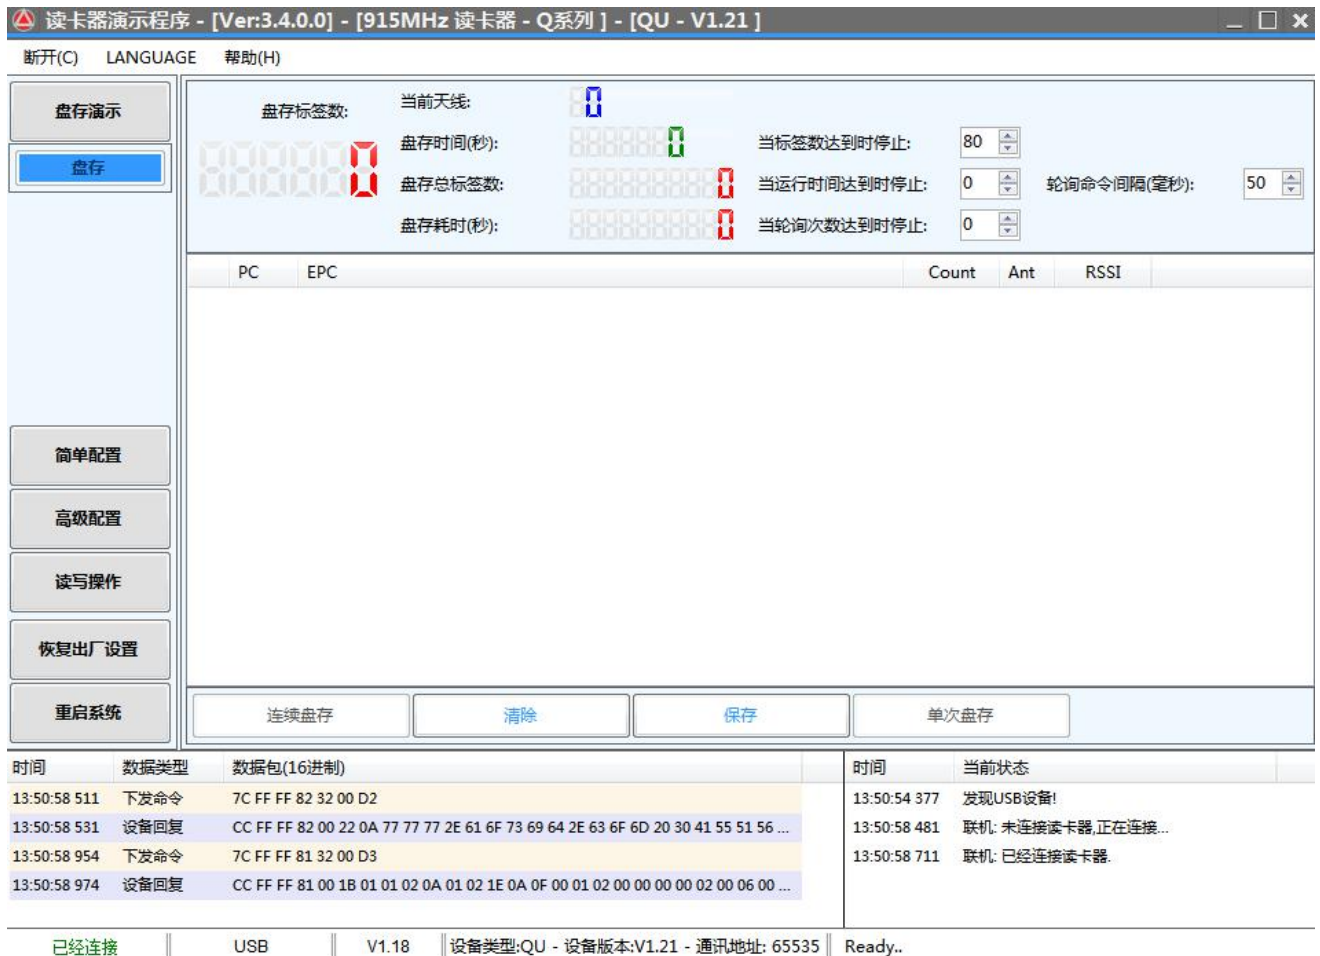 读卡器演示程序 - [Ver:3.4.0.0] - [915MHz 读卡器 - Q系列 ] - [QU - V1.21 ]
断开(C) LANGUAGE 帮助(H)
盘存演示
盘存
盘存标签数:
0
当前天线: 0
盘存时间(秒): 0 当标签数达到时停止: 80
盘存总标签数: 0 当运行时间达到时停止: 0 轮询命令间隔(毫秒): 50
盘存耗时(秒): 0 当轮询次数达到时停止: 0
PC EPC Count Ant RSSI
简单配置
高级配置
读写操作
恢复出厂设置
重启系统
连续盘存 清除 保存 单次盘存
时间 数据类型 数据包(16进制) 时间 当前状态
13:50:58 511 下发命令 7C FF FF 82 32 00 D2 13:50:54 377 发现USB设备!
13:50:58 531 设备回复 CC FF FF 82 00 22 0A 77 77 77 2E 61 6F 73 69 64 2E 63 6F 6D 20 30 41 55 51 56 ... 13:50:58 481 联机: 未连接读卡器,正在连接...
13:50:58 954 下发命令 7C FF FF 81 32 00 D3 13:50:58 711 联机: 已经连接读卡器.
13:50:58 974 设备回复 CC FF FF 81 00 1B 01 01 02 0A 01 02 1E 0A 0F 00 01 02 00 00 00 00 02 00 06 00 ...
已经连接 USB V1.18 设备类型:QU - 设备版本:V1.21 - 通讯地址: 65535 Ready..